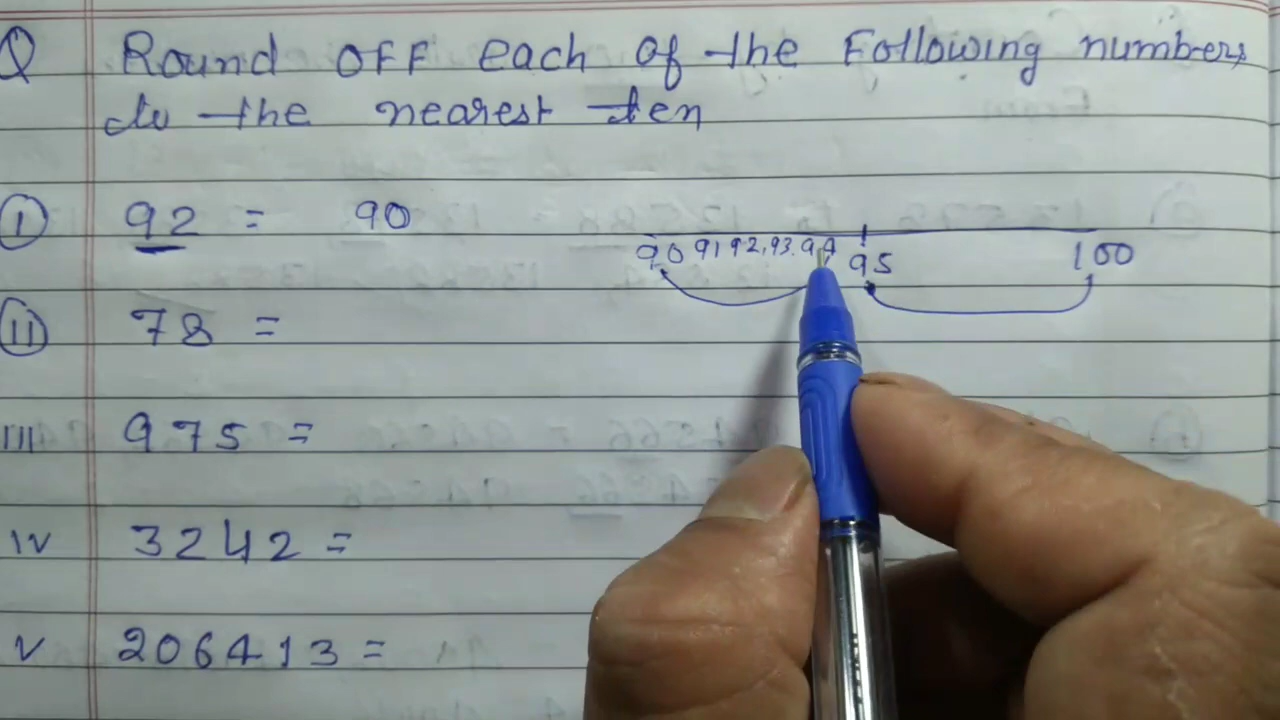 Q Round OFF each of the Following numbers
to the nearest ten
I 92 = 90
90 91 92, 93. 94 95 100
II 78 =
III 975 =
IV 3242 =
V 206413 =